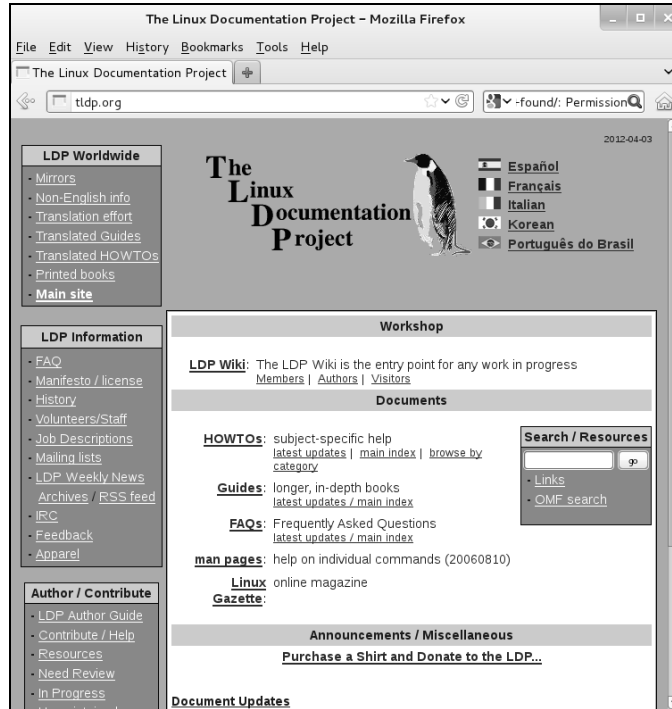 The Linux Documentation Project – Mozilla Firefox
File Edit View History Bookmarks Tools Help
The Linux Documentation Project
tldp.org
-found/: Permission
2012-04-03
LDP Worldwide
- Mirrors
- Non-English info
- Translation effort
- Translated Guides
- Translated HOWTOs
- Printed books
- Main site
The
Linux
Documentation
Project
Español
Français
Italian
Korean
Português do Brasil
LDP Information
- FAQ
- Manifesto / license
- History
- Volunteers/Staff
- Job Descriptions
- Mailing lists
- LDP Weekly News
Archives / RSS feed
- IRC
- Feedback
- Apparel
Author / Contribute
- LDP Author Guide
- Contribute / Help
- Resources
- Need Review
- In Progress
Workshop
LDP Wiki: The LDP Wiki is the entry point for any work in progress
Members | Authors | Visitors
Documents
HOWTOs: subject-specific help
latest updates | main index | browse by
category
Guides: longer, in-depth books
latest updates / main index
FAQs: Frequently Asked Questions
latest updates / main index
man pages: help on individual commands (20060810)
Linux online magazine
Gazette:
Search / Resources
go
- Links
- OMF search
Announcements / Miscellaneous
Purchase a Shirt and Donate to the LDP...
Document Updates